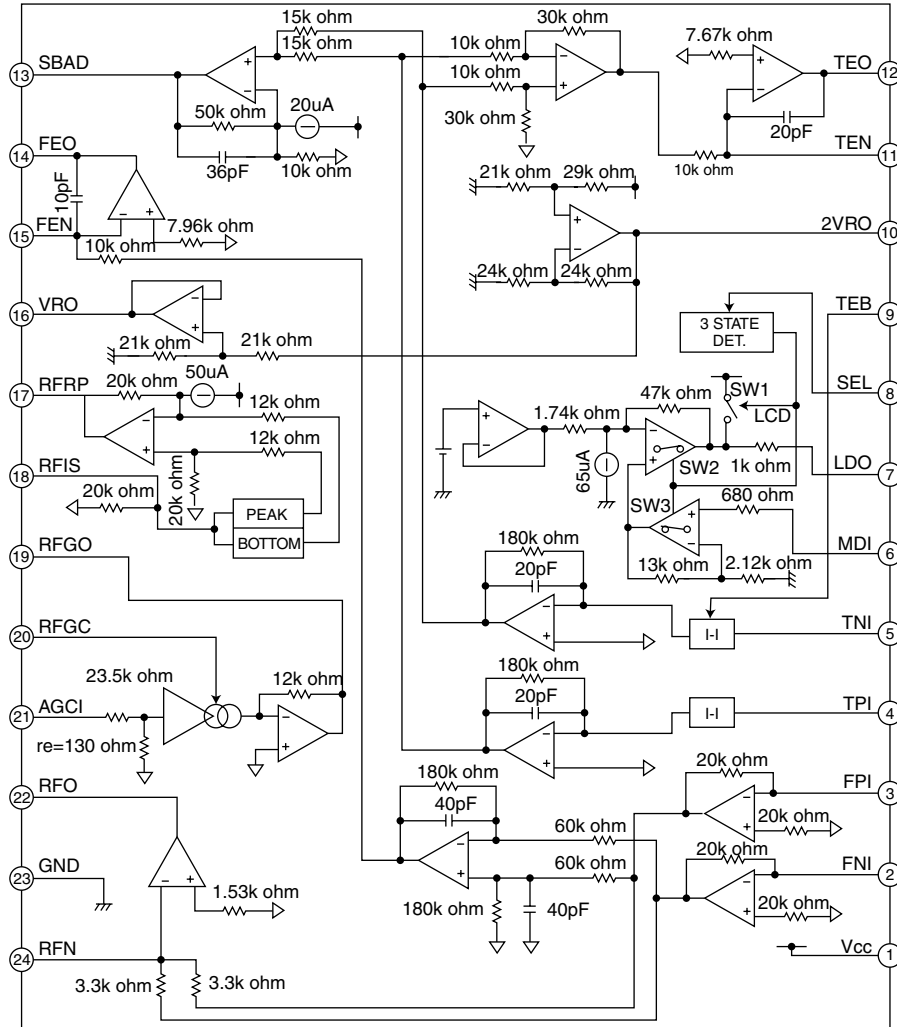 15k ohm
15k ohm
30k ohm
10k ohm
10k ohm
30k ohm
7.67k ohm
SBAD
13
+
−
−
+
+
−
TEO
12
50k ohm
20uA
20pF
FEO
14
36pF
10k ohm
10k ohm
TEN
11
10pF
−
+
7.96k ohm
21k ohm
29k ohm
FEN
15
10k ohm
+
−
2VRO
10
24k ohm
24k ohm
VRO
16
−
+
TEB
9
21k ohm
21k ohm
3 STATE
DET.
50uA
RFRP
17
20k ohm
12k ohm
12k ohm
−
+
SEL
8
47k ohm
SW1
LCD
1.74k ohm
+
−
−
+
SW2
65uA
1k ohm
LDO
7
RFIS
18
20k ohm
20k ohm
PEAK
BOTTOM
SW3
+
−
680 ohm
MDI
6
13k ohm
2.12k ohm
RFGO
19
180k ohm
20pF
−
+
I-I
TNI
5
RFGC
20
23.5k ohm
12k ohm
180k ohm
20pF
AGCI
21
re=130 ohm
−
+
−
+
I-I
TPI
4
RFO
22
180k ohm
40pF
20k ohm
−
+
FPI
3
20k ohm
60k ohm
60k ohm
−
+
GND
23
−
+
1.53k ohm
180k ohm
40pF
20k ohm
−
+
FNI
2
20k ohm
RFN
24
3.3k ohm
3.3k ohm
Vcc
1